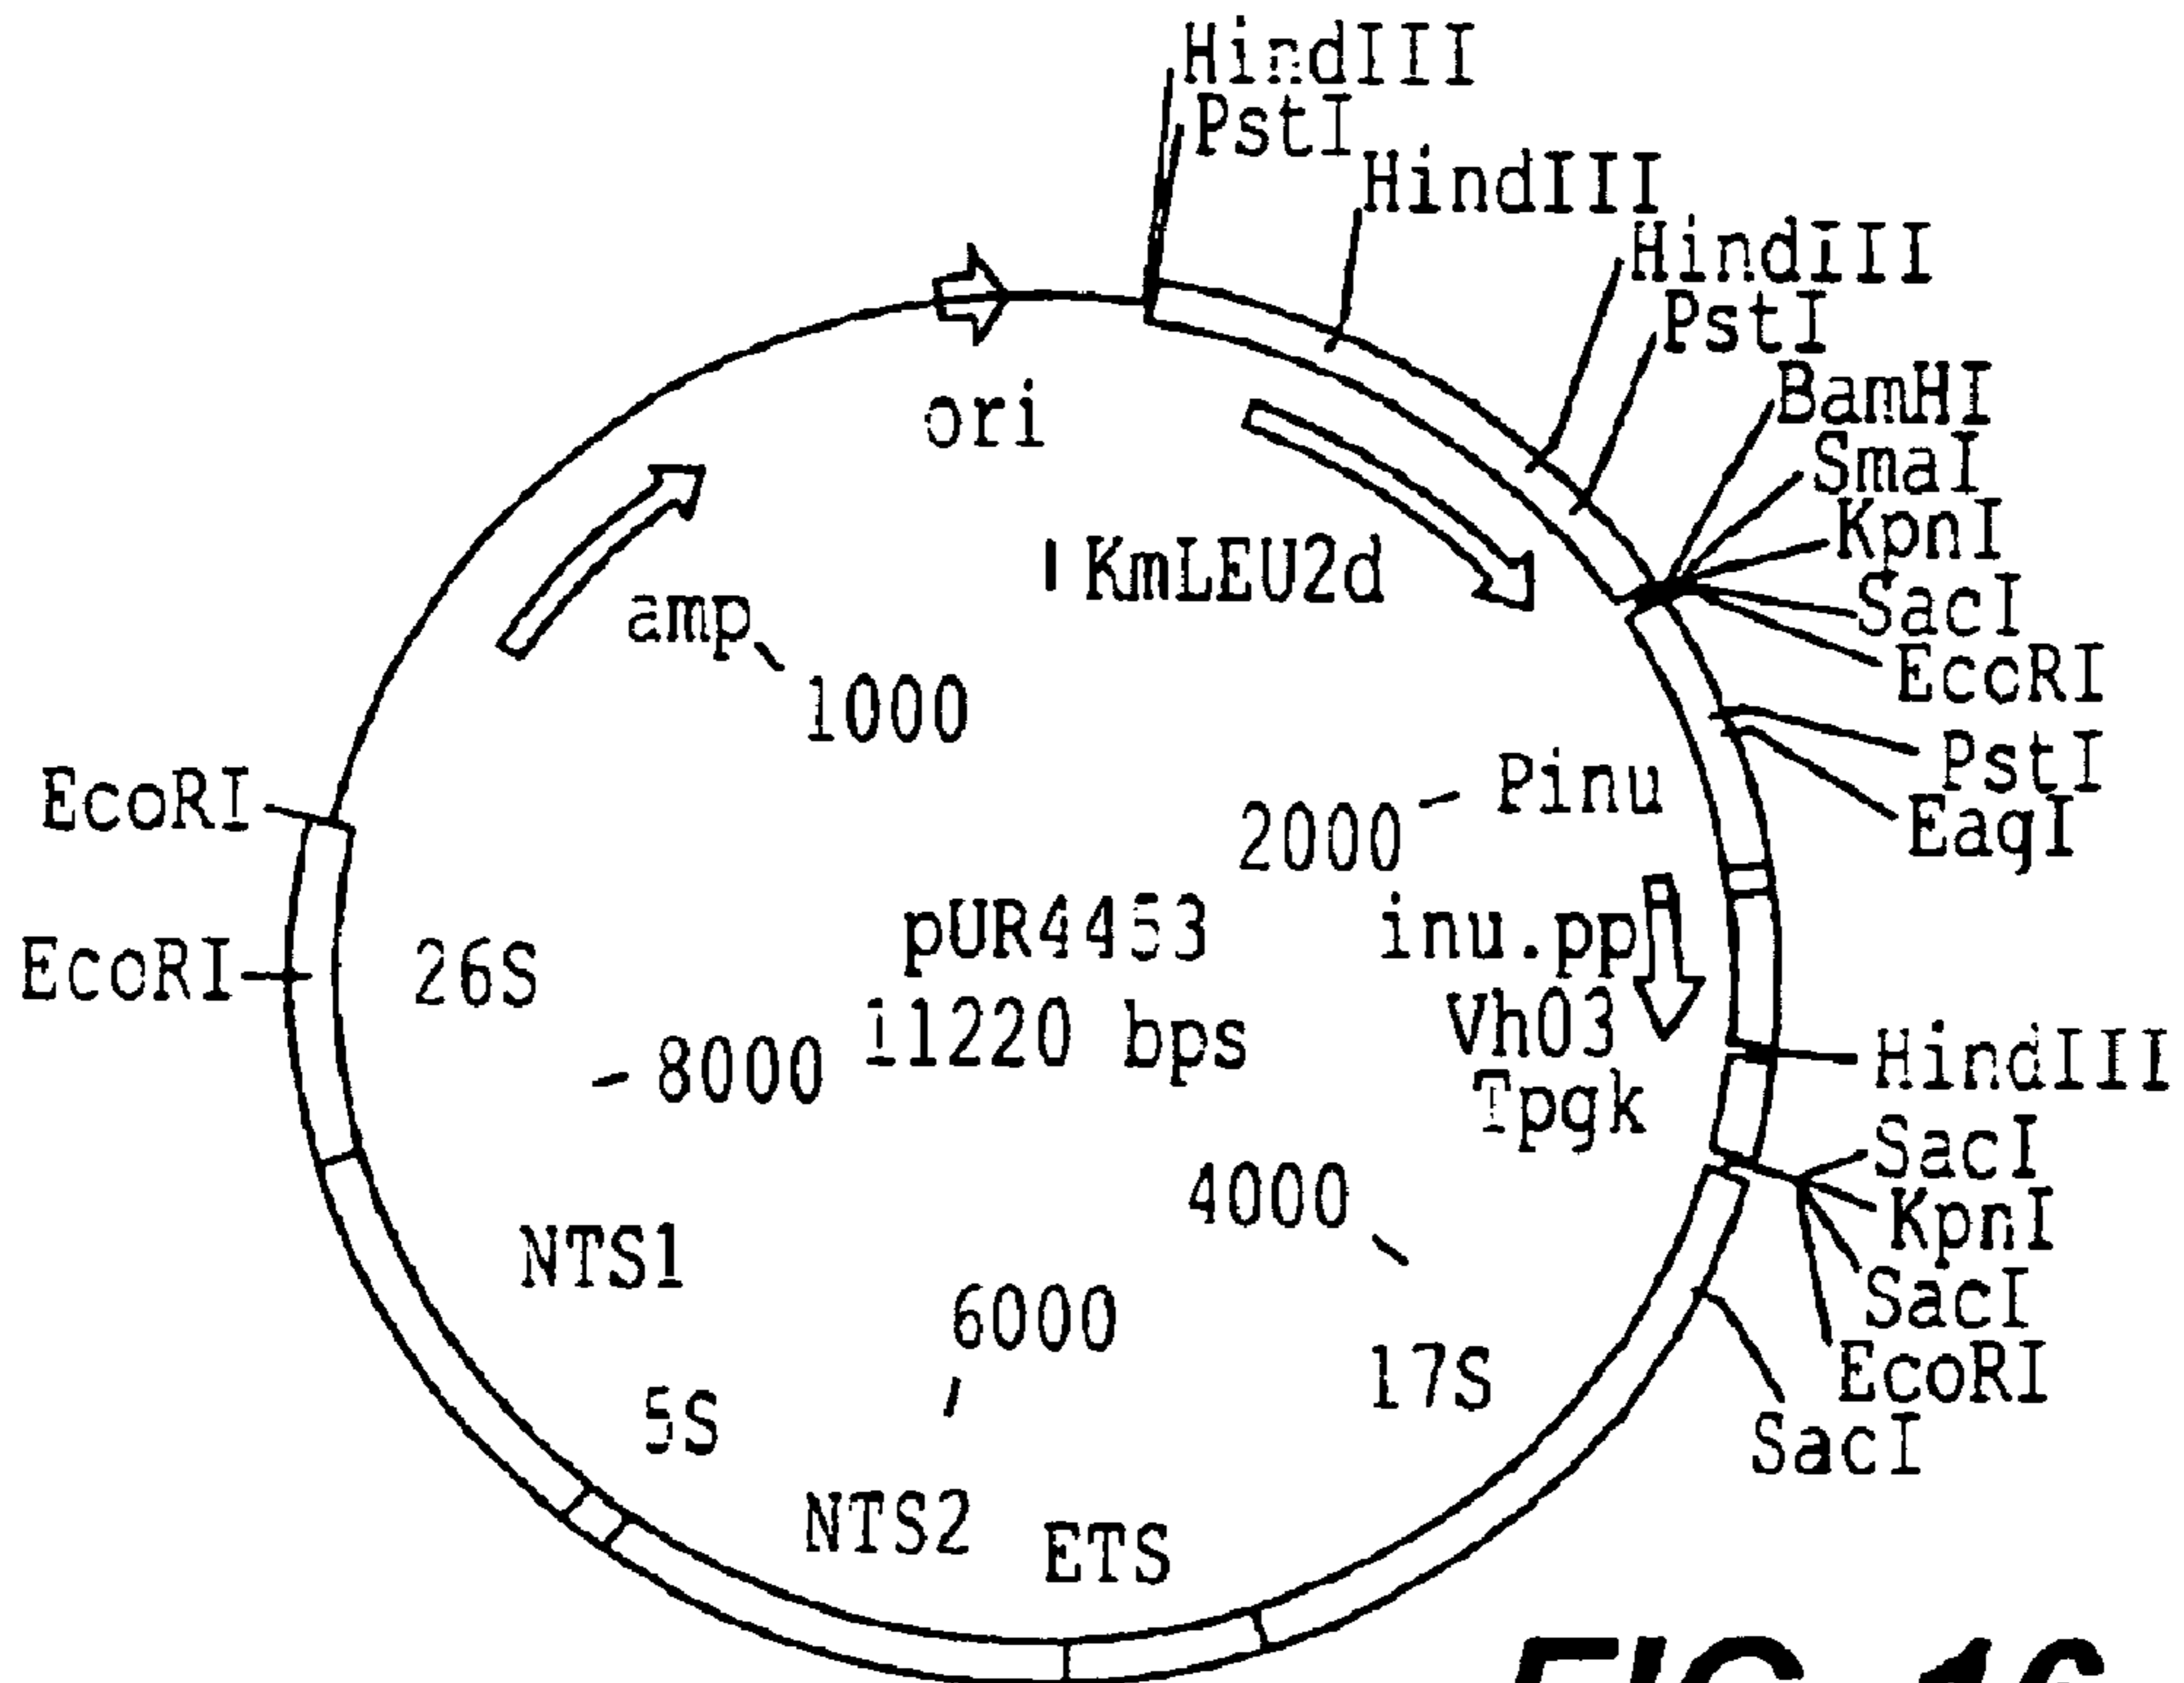 HindIII
PstI
HindIII
HindIII
PstI
BamHI
SmaI
KpnI
SacI
EcoRI
PstI
EagI
ori
KmLEU2d
amp
1000
EcoRI
Pinu
2000
EcoRI
26S
pUR4453
11220 bps
inu.pp
Vh03
Tpgk
8000
HindIII
SacI
KpnI
SacI
EcoRI
SacI
4000
NTS1
6000
17S
5S
NTS2
ETS